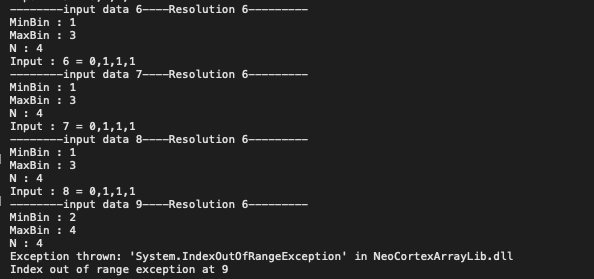 --------input data 6----Resolution 6---------
MinBin : 1
MaxBin : 3
N : 4
Input : 6 = 0,1,1,1
--------input data 7----Resolution 6---------
MinBin : 1
MaxBin : 3
N : 4
Input : 7 = 0,1,1,1
--------input data 8----Resolution 6---------
MinBin : 1
MaxBin : 3
N : 4
Input : 8 = 0,1,1,1
--------input data 9----Resolution 6---------
MinBin : 2
MaxBin : 4
N : 4
Exception thrown: 'System.IndexOutOfRangeException' in NeoCortexArrayLib.dll
Index out of range exception at 9